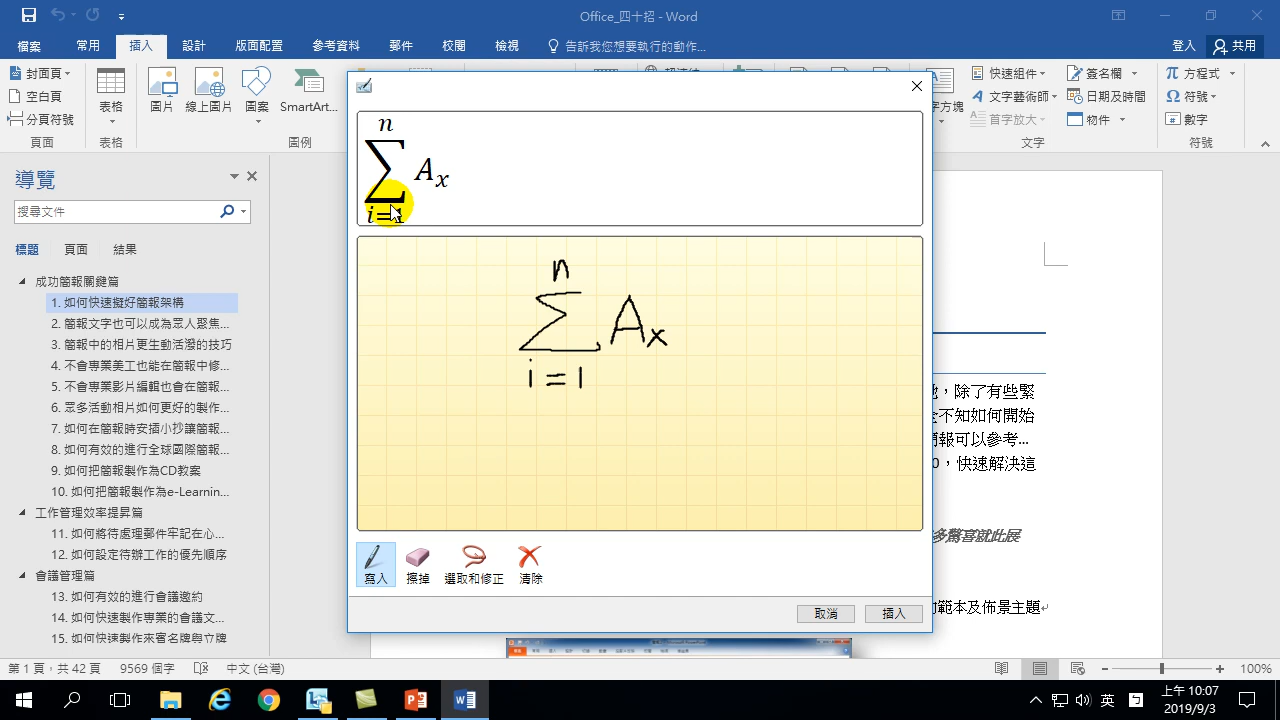 Office_四十招 - Word
檔案 常用 插入 設計 版面配置 參考資料 郵件 校閱 檢視 告訴我您想要執行的動作... 登入 共用
封面頁
空白頁
分頁符號
頁面
表格
表格
圖片 線上圖片 圖案 SmartArt...
圖例
字方塊
快速組件
文字藝術師
首字放大
簽名欄
日期及時間
物件
文字
π 方程式
Ω 符號
# 數字
符號
導覽
搜尋文件
標題 頁面 結果
成功簡報關鍵篇
1. 如何快速擬好簡報架構
2. 簡報文字也可以成為眾人聚焦...
3. 簡報中的相片更生動活潑的技巧
4. 不會專業美工也能在簡報中修...
5. 不會專業影片編輯也會在簡報...
6. 眾多活動相片如何更好的製作...
7. 如何在簡報時安插小抄讓簡報...
8. 如何有效的進行全球國際簡報...
9. 如何把簡報製作為CD教案
10. 如何把簡報製作為e-Learnin...
工作管理效率提昇篇
11. 如何將待處理郵件牢記在心...
12. 如何設定待辦工作的優先順序
會議管理篇
13. 如何有效的進行會議邀約
14. 如何快速製作專業的會議文...
15. 如何快速製作來賓名牌與立牌
n
∑ Ax
i=1
n
∑ Ax
i = 1
寫入 擦掉 選取和修正 清除
取消 插入
，除了有些緊
不知如何開始
簡報可以參考...
0，快速解決這
多驚喜就此展
範本及佈景主題
第 1 頁，共 42 頁 9569 個字 中文 (台灣) 100%
英
上午 10:07
2019/9/3